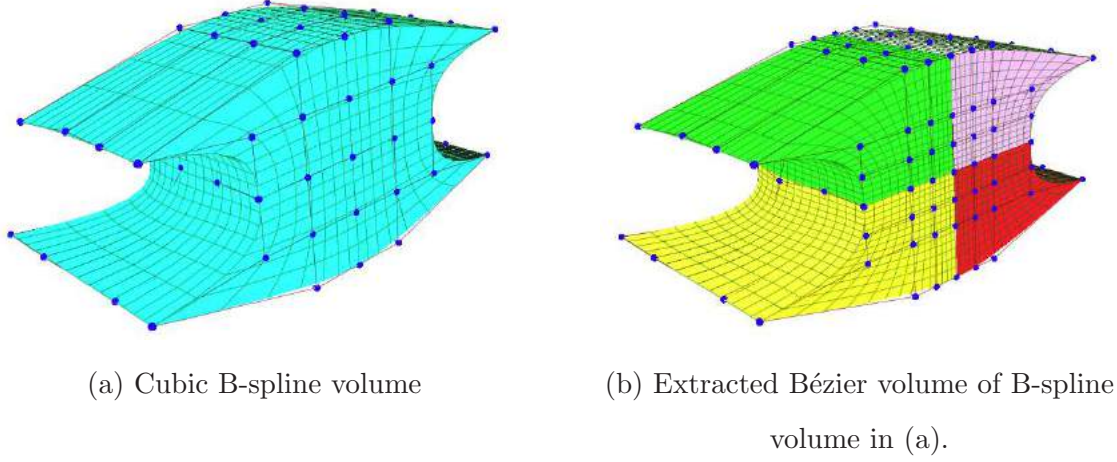 (a) Cubic B-spline volume
(b) Extracted Bézier volume of B-spline
volume in (a).